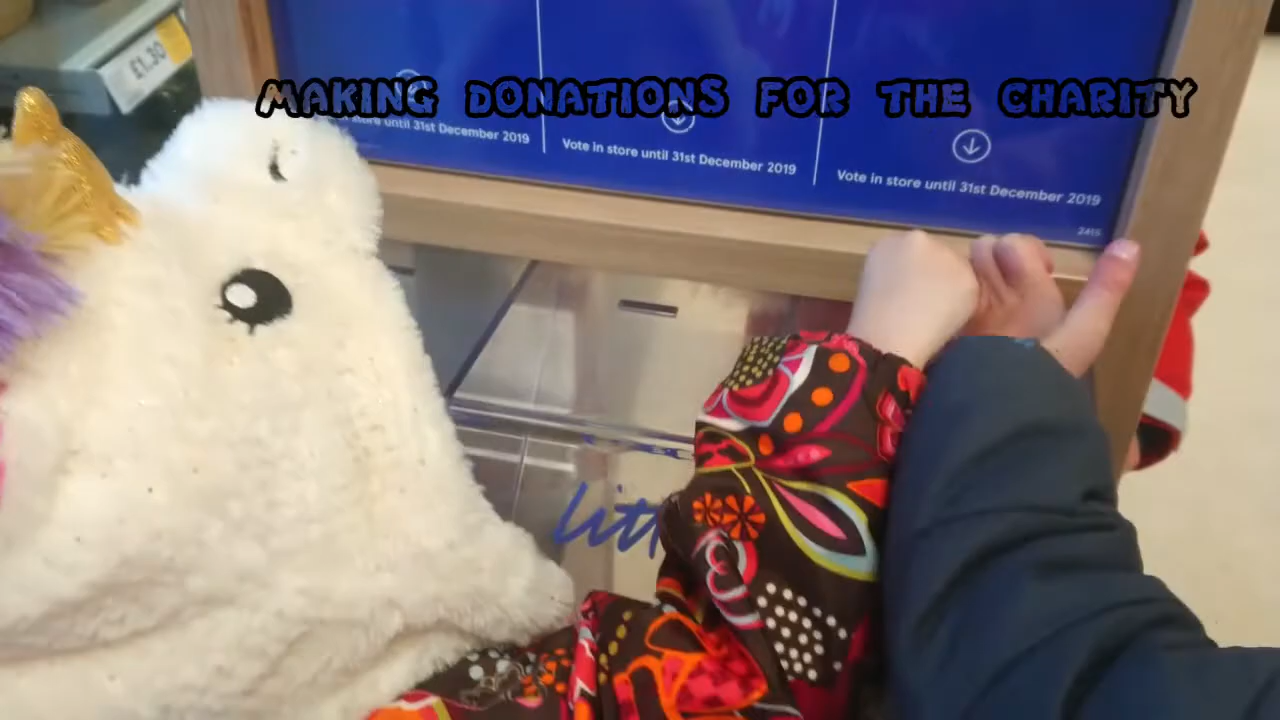 £1.30
MAKING DONATIONS FOR THE CHARITY
until 31st December 2019
Vote in store until 31st December 2019
Vote in store until 31st December 2019